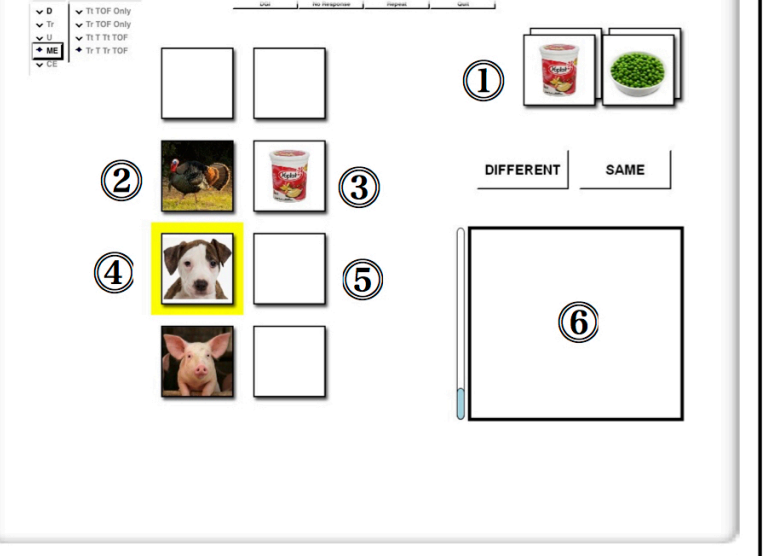 DGI No Response Repeat Quit
D Tt TOF Only
Tr Tr TOF Only
U Tt T Tt TOF
ME Tr T Tr TOF
CE
1
2
3
DIFFERENT SAME
4
5
6